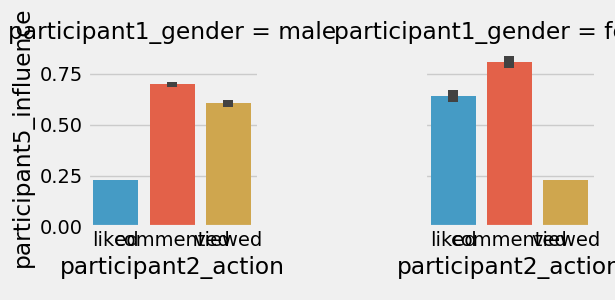 participant1_gender = male
participant1_gender = fe
participant5_influence
0.75
0.50
0.25
0.00
liked commented viewed
liked commented viewed
participant2_action
participant2_action